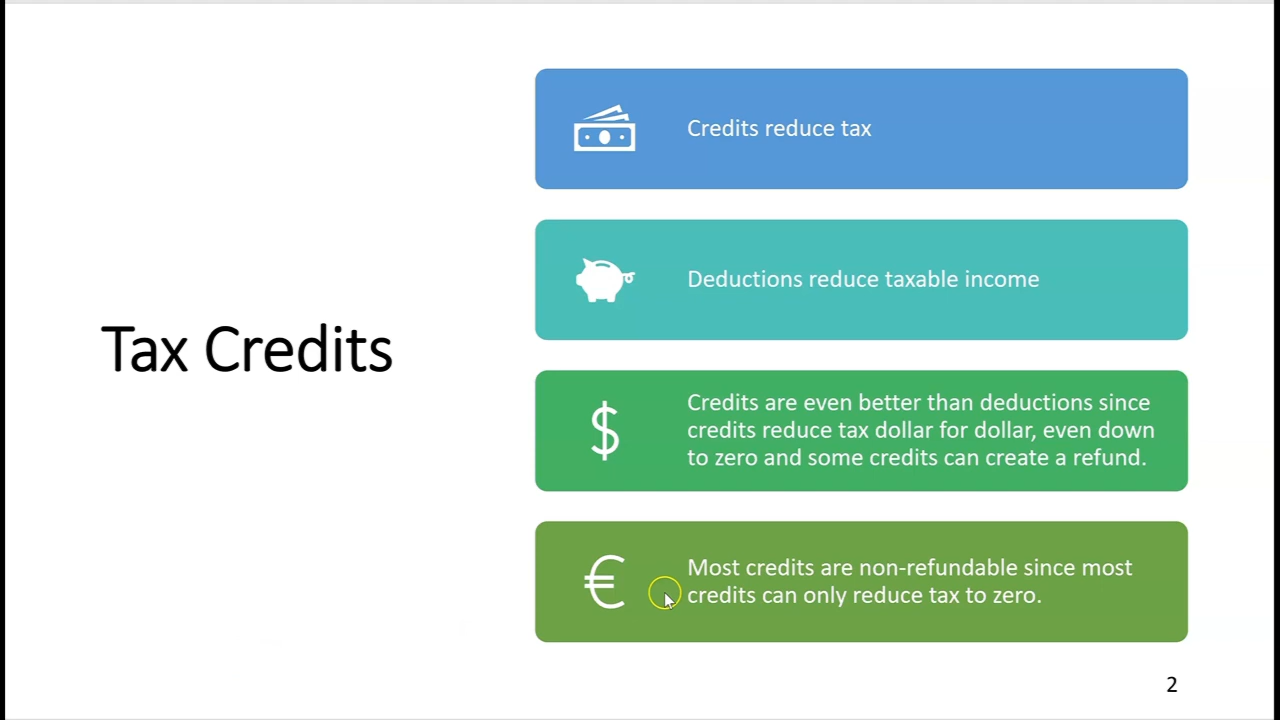 Tax Credits
Credits reduce tax
Deductions reduce taxable income
$
Credits are even better than deductions since
credits reduce tax dollar for dollar, even down
to zero and some credits can create a refund.
€
Most credits are non-refundable since most
credits can only reduce tax to zero.
2